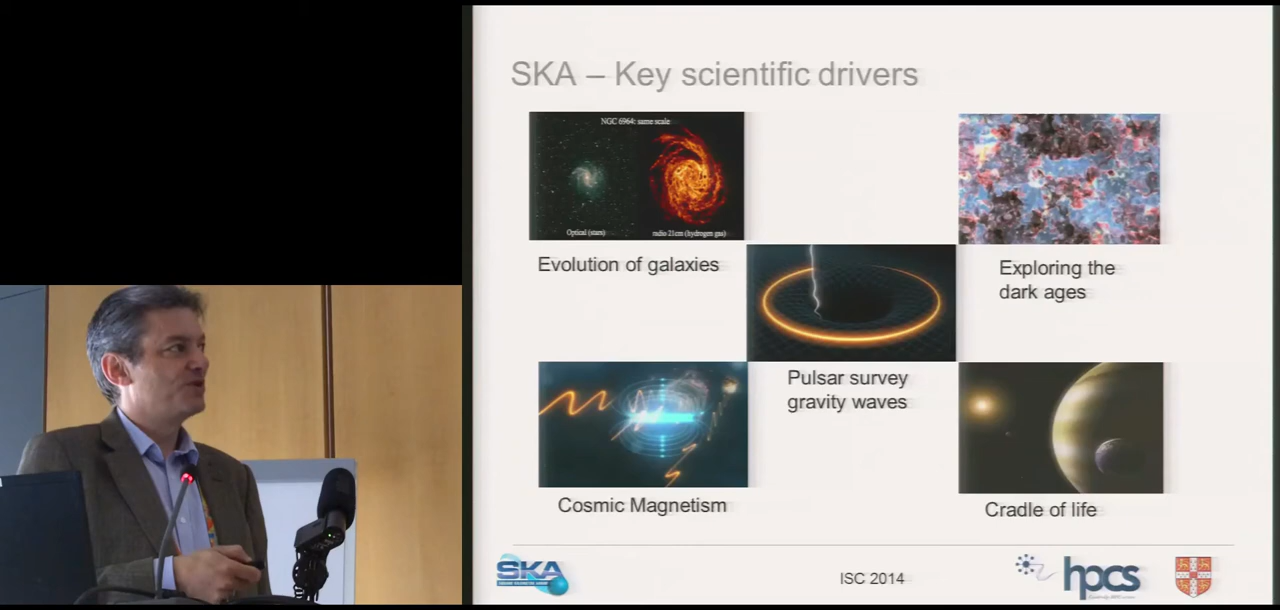 SKA – Key scientific drivers
NGC 6964: same scale
Optical (stars)
radio 21cm (hydrogen gas)
Evolution of galaxies
Exploring the
dark ages
Pulsar survey
gravity waves
Cosmic Magnetism
Cradle of life
SKA
ISC 2014
hpcs